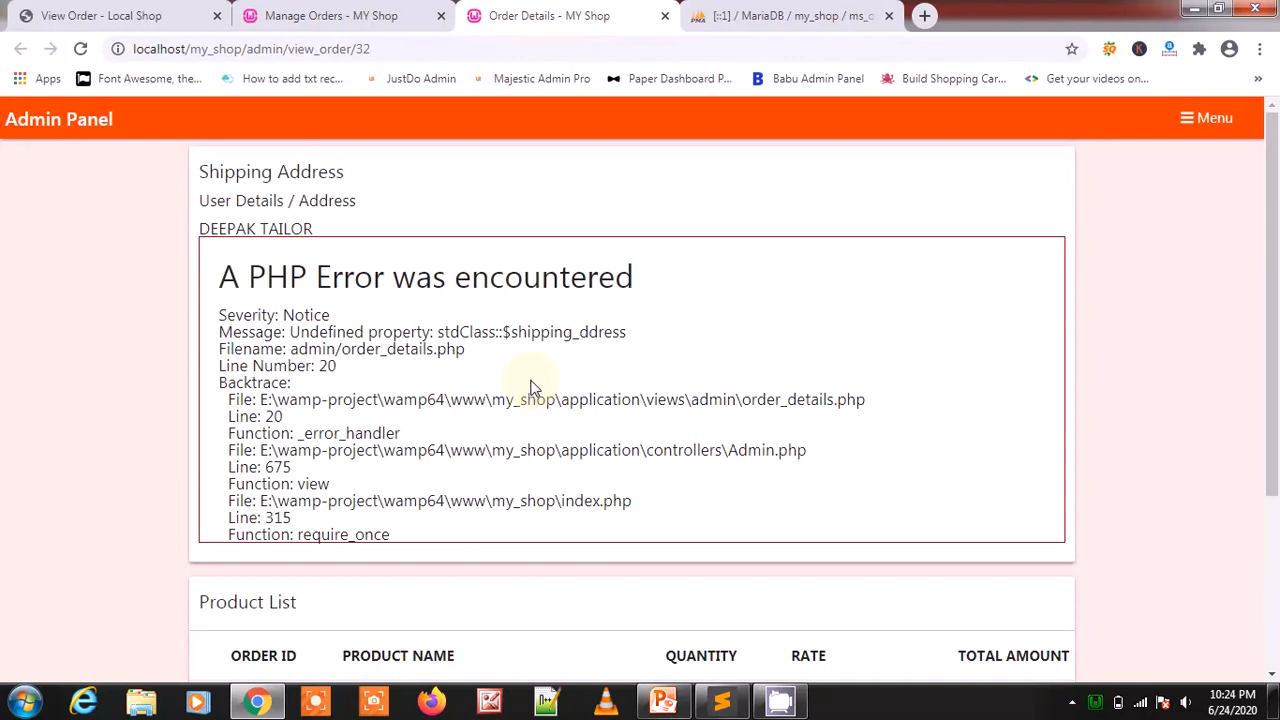 View Order - Local Shop
Manage Orders - MY Shop
Order Details - MY Shop
[::1] / MariaDB / my_shop / ms_o
localhost/my_shop/admin/view_order/32
Apps
Font Awesome, the...
How to add txt rec...
JustDo Admin
Majestic Admin Pro
Paper Dashboard P...
Babu Admin Panel
Build Shopping Car...
Get your videos on...
Admin Panel
Menu
Shipping Address
User Details / Address
DEEPAK TAILOR
A PHP Error was encountered
Severity: Notice
Message: Undefined property: stdClass::$shipping_ddress
Filename: admin/order_details.php
Line Number: 20
Backtrace:
File: E:\wamp-project\wamp64\www\my_shop\application\views\admin\order_details.php
Line: 20
Function: _error_handler
File: E:\wamp-project\wamp64\www\my_shop\application\controllers\Admin.php
Line: 675
Function: view
File: E:\wamp-project\wamp64\www\my_shop\index.php
Line: 315
Function: require_once
Product List
ORDER ID PRODUCT NAME QUANTITY RATE TOTAL AMOUNT
10:24 PM
6/24/2020